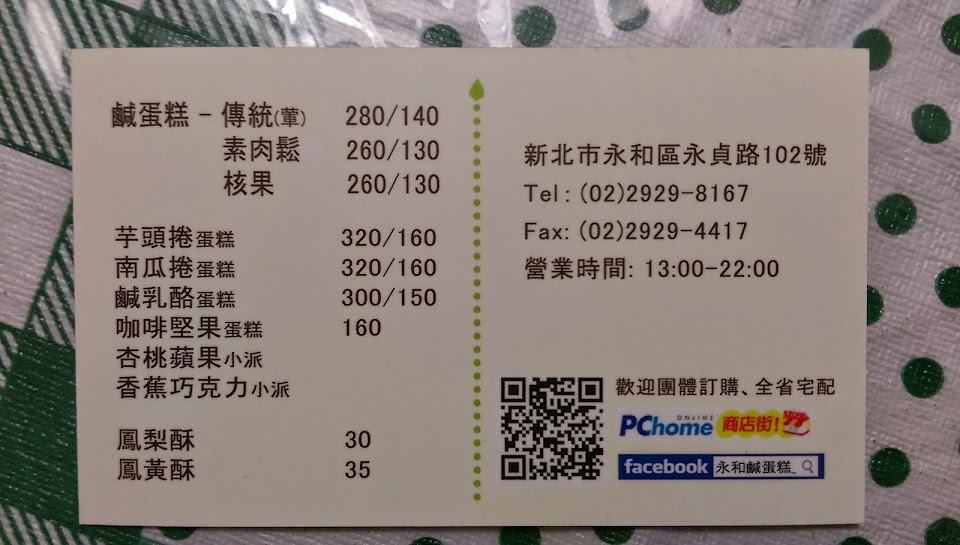 鹹蛋糕 - 傳統(葷) 280/140
素肉鬆 260/130
核果 260/130
芋頭捲蛋糕 320/160
南瓜捲蛋糕 320/160
鹹乳酪蛋糕 300/150
咖啡堅果蛋糕 160
杏桃蘋果小派
香蕉巧克力小派
鳳梨酥 30
鳳黃酥 35
新北市永和區永貞路102號
Tel: (02)2929-8167
Fax: (02)2929-4417
營業時間: 13:00-22:00
歡迎團體訂購、全省宅配
PChome ONLINE 商店街!
facebook 永和鹹蛋糕